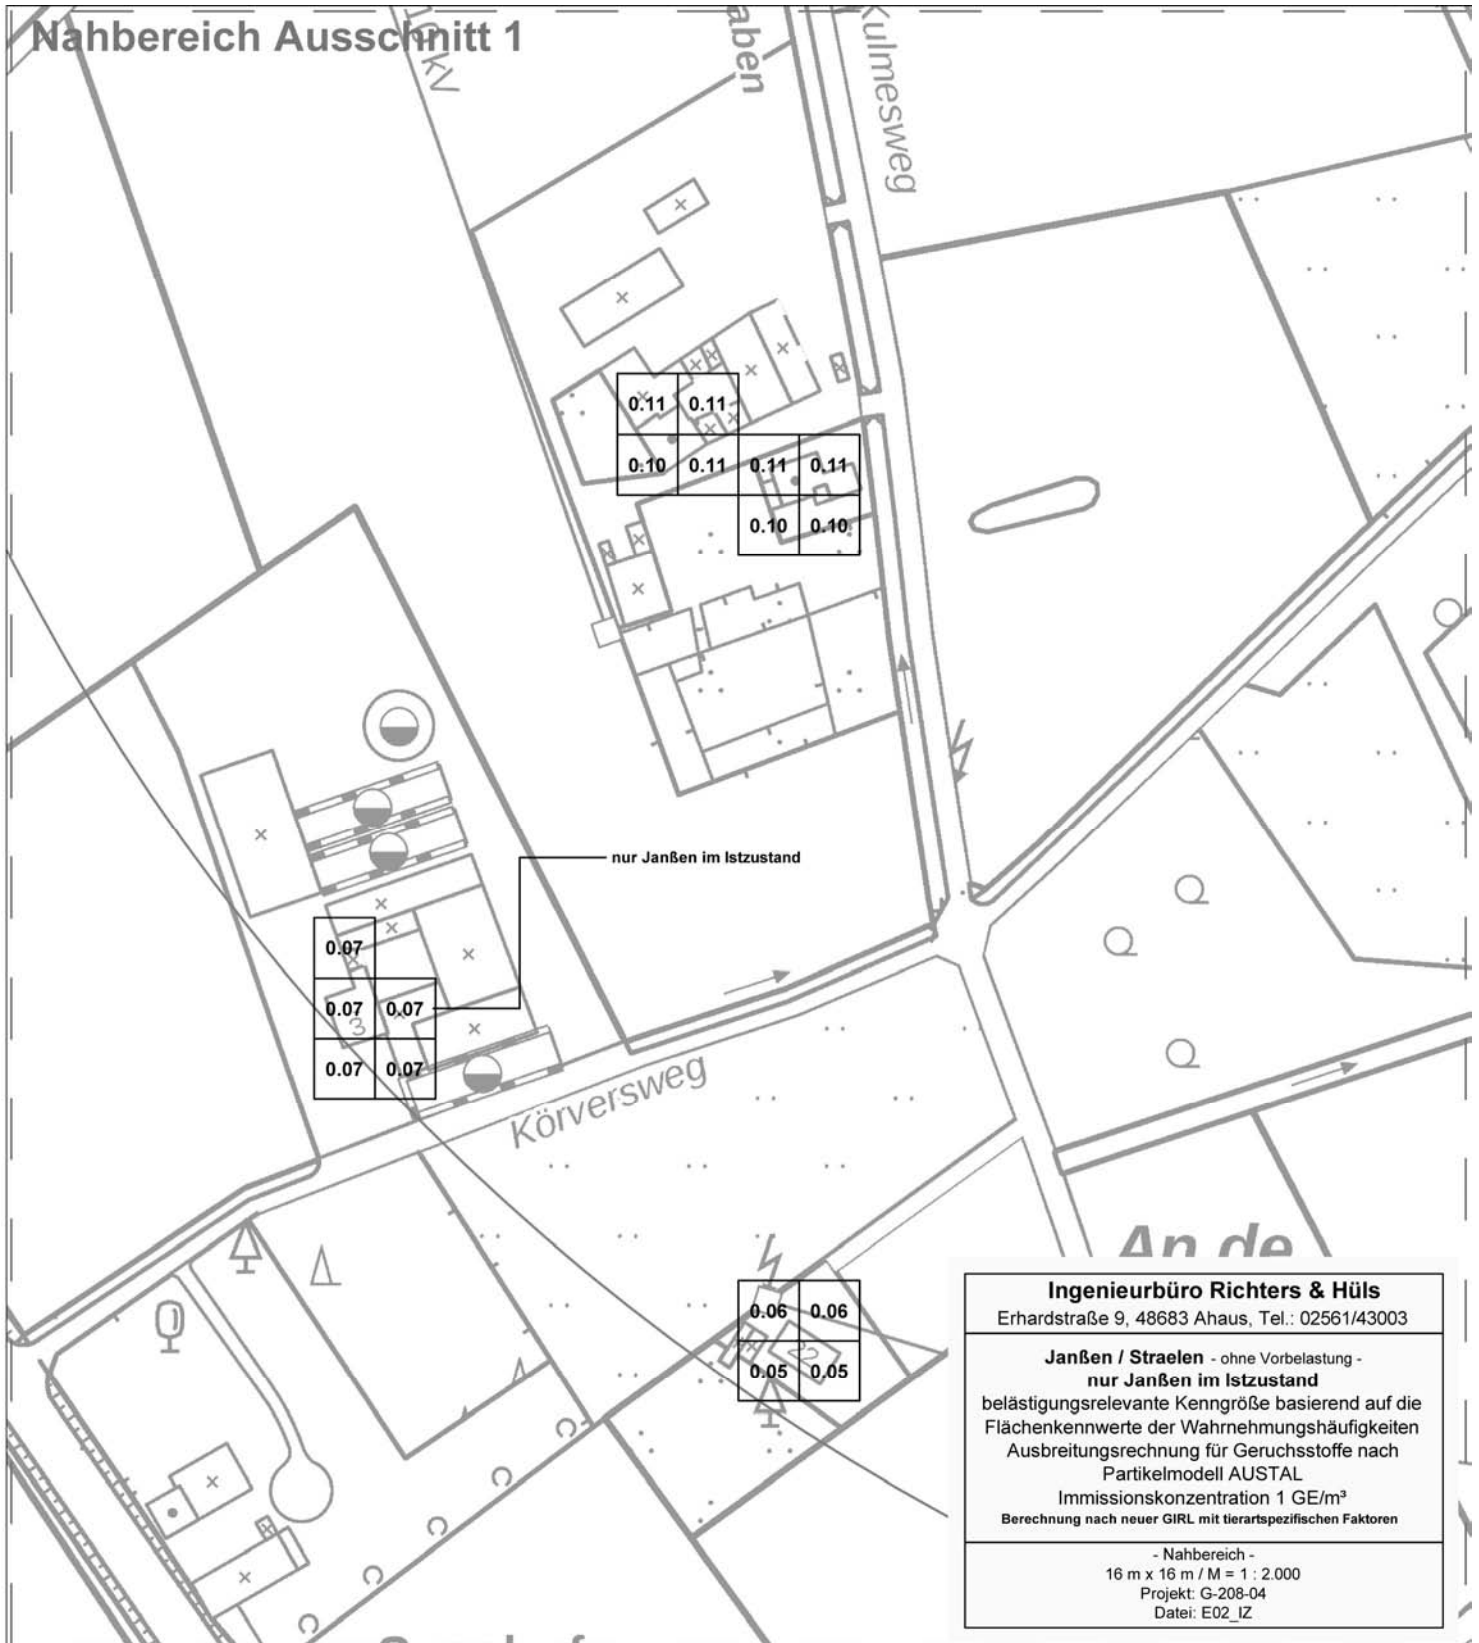 Nahbereich Ausschnitt 1
aben
Kulmesweg
0.11 0.11
0.10 0.11 0.11 0.11
0.10 0.10
nur Janßen im Istzustand
0.07
0.07 0.07
3
0.07 0.07
Körversweg
An de
0.06 0.06
22
0.05 0.05
Ingenieurbüro Richters & Hüls
Erhardstraße 9, 48683 Ahaus, Tel.: 02561/43003
Janßen / Straelen - ohne Vorbelastung -
nur Janßen im Istzustand
belästigungsrelevante Kenngröße basierend auf die
Flächenkennwerte der Wahrnehmungshäufigkeiten
Ausbreitungsrechnung für Geruchsstoffe nach
Partikelmodell AUSTAL
Immissionskonzentration 1 GE/m³
Berechnung nach neuer GIRL mit tierartspezifischen Faktoren
- Nahbereich -
16 m x 16 m / M = 1 : 2.000
Projekt: G-208-04
Datei: E02_IZ